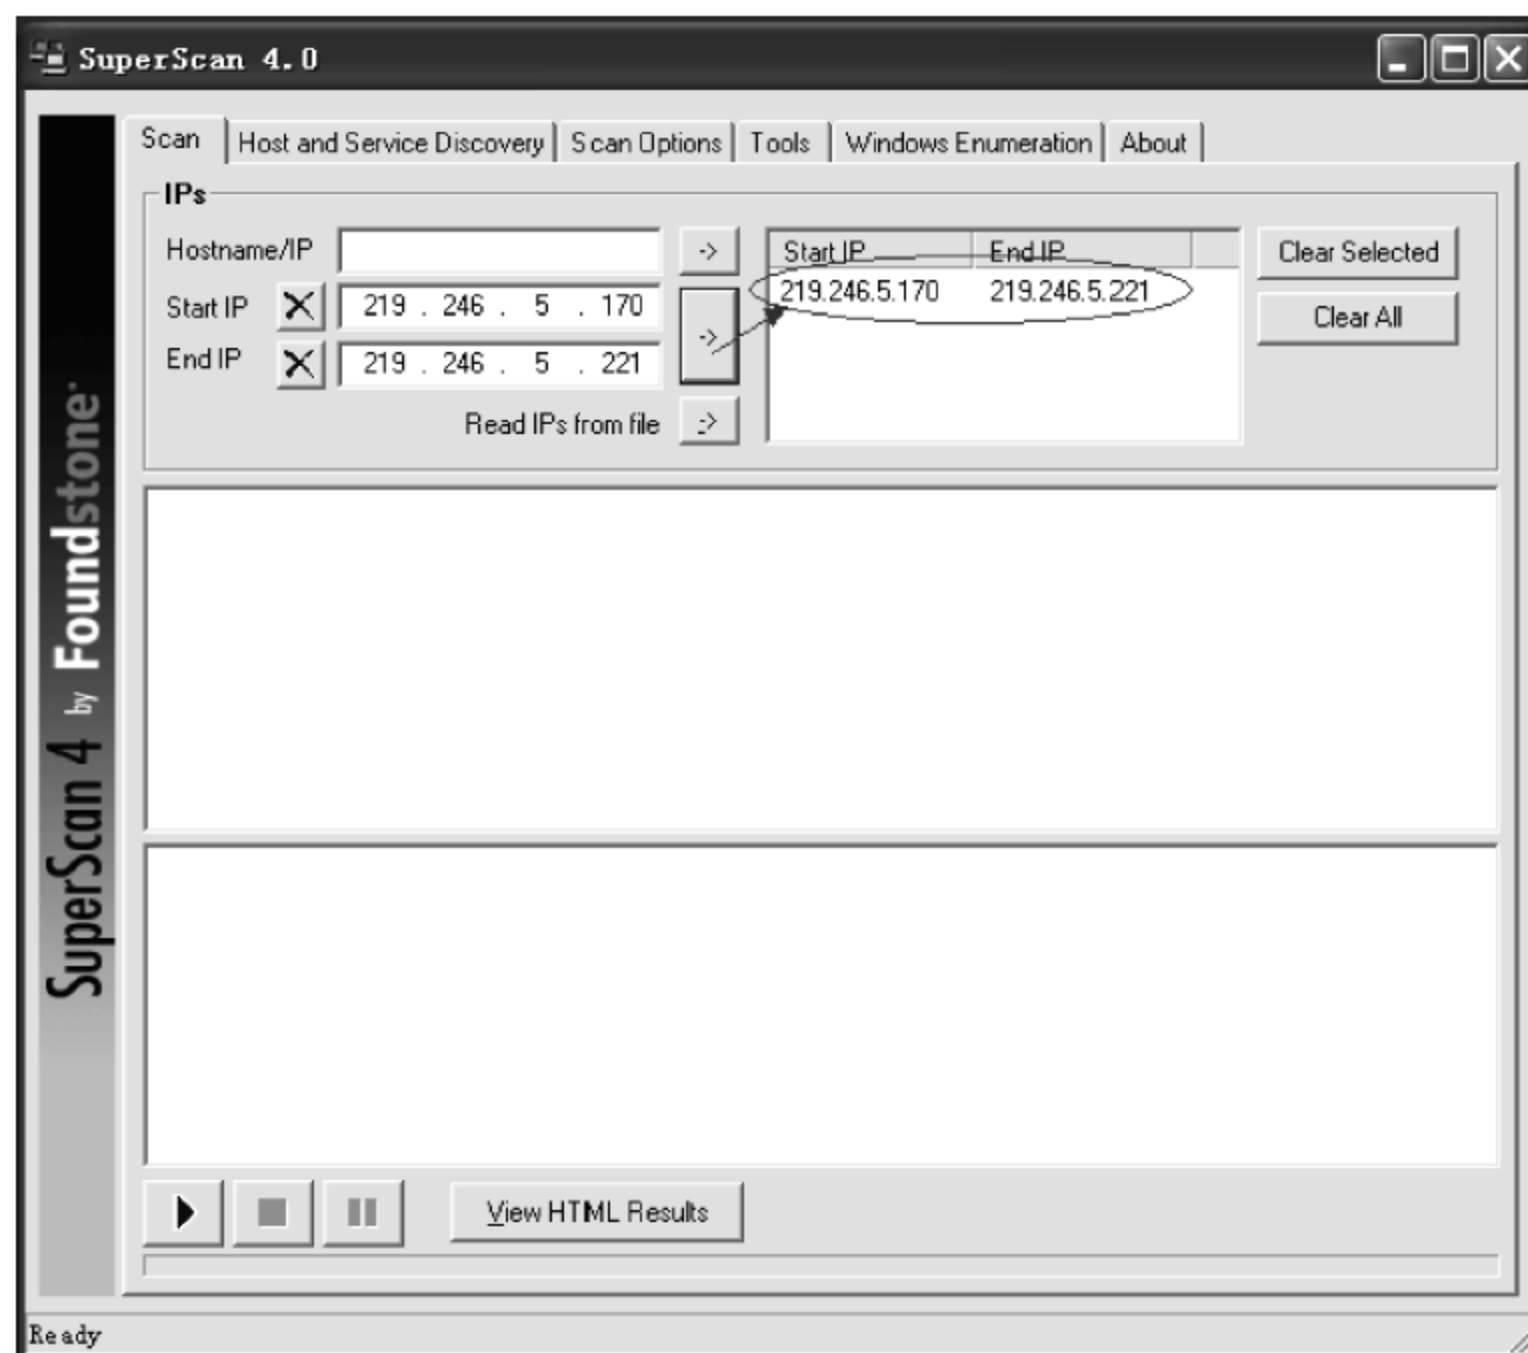 SuperScan 4.0
Scan Host and Service Discovery Scan Options Tools Windows Enumeration About
IPs
Hostname/IP -> Start IP End IP Clear Selected
Start IP 219 . 246 . 5 . 170 219.246.5.170 219.246.5.221 Clear All
End IP 219 . 246 . 5 . 221 ->
Read IPs from file ->
SuperScan 4 by Foundstone
View HTML Results
Ready